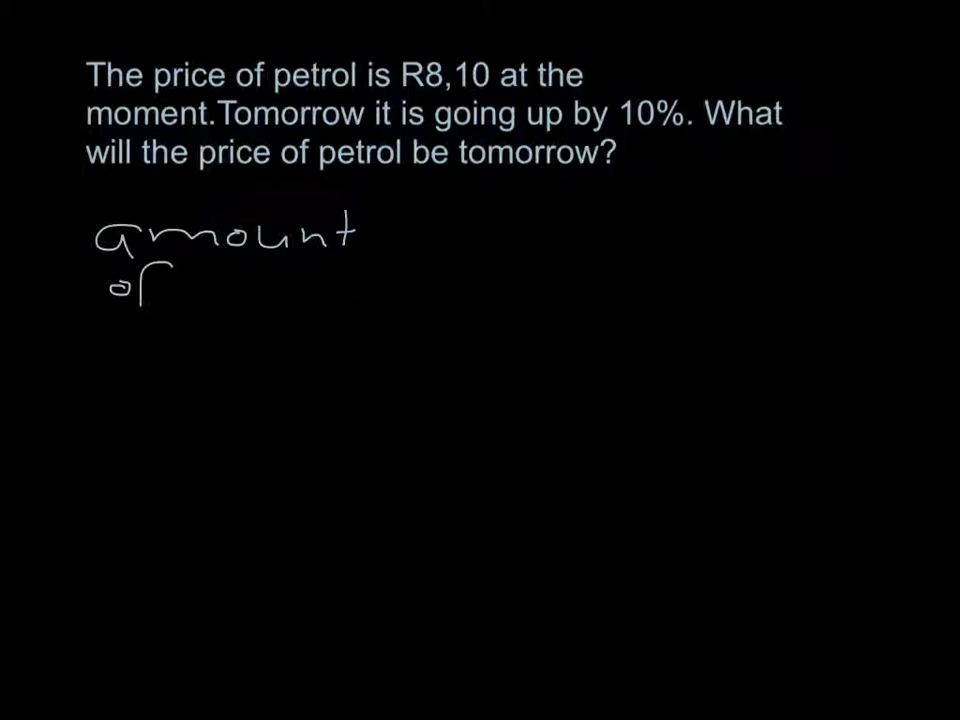 The price of petrol is R8,10 at the
moment.Tomorrow it is going up by 10%. What
will the price of petrol be tomorrow?
amount
of